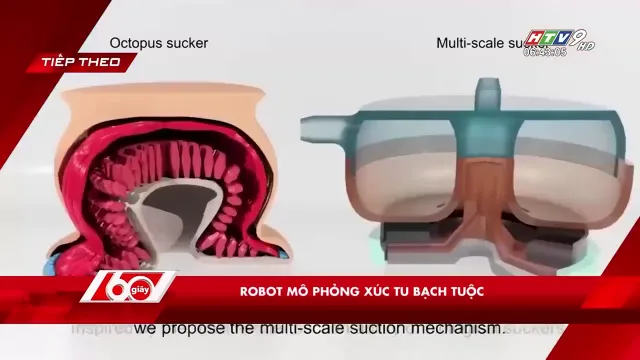 Octopus sucker
Multi-scale sucker
HTV9 HD
06:43:05
TIẾP THEO
60 giây
ROBOT MÔ PHỎNG XÚC TU BẠCH TUỘC
we propose the multi-scale suction mechanism.